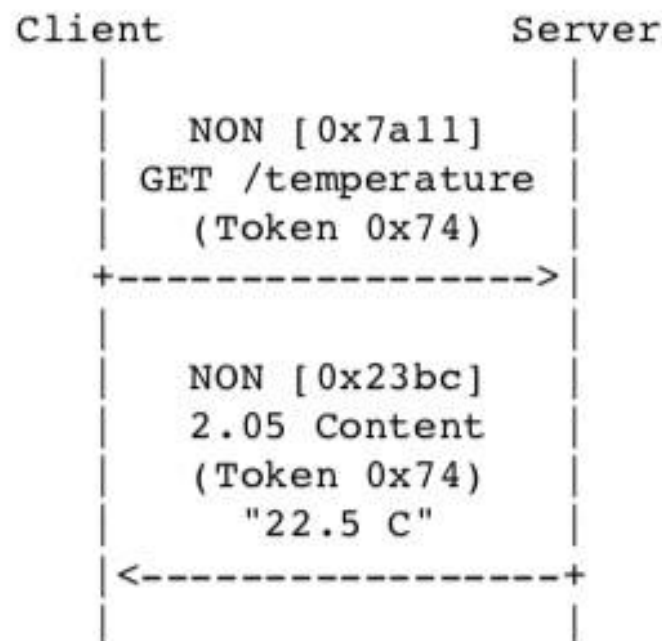 Client Server
NON [0x7a11]
GET /temperature
(Token 0x74)
NON [0x23bc]
2.05 Content
(Token 0x74)
"22.5 C"